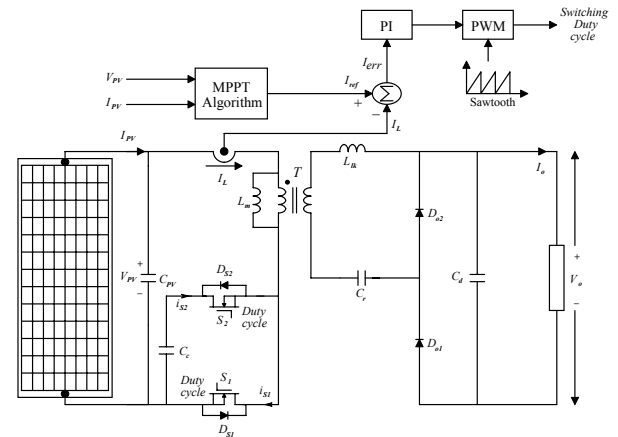 Switching
Duty
cycle
PI
PWM
I_err
V_PV
I_PV
MPPT
Algorithm
I_ref
+
Σ
−
Sawtooth
I_L
I_PV
I_L
T
L_lk
I_o
L_m
D_o2
+
V_PV
−
C_PV
D_S2
i_S2
S_2
Duty
cycle
C_r
C_d
+
V_o
−
C_c
D_o1
Duty
cycle
S_1
i_S1
D_S1